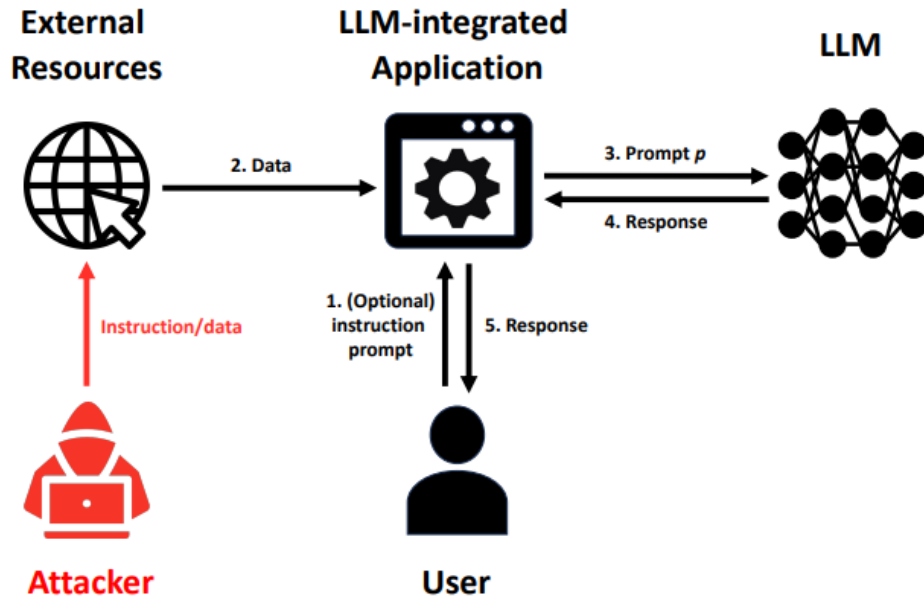 External
Resources
LLM-integrated
Application
LLM
2. Data
3. Prompt p
4. Response
Instruction/data
1. (Optional)
instruction
prompt
5. Response
Attacker
User